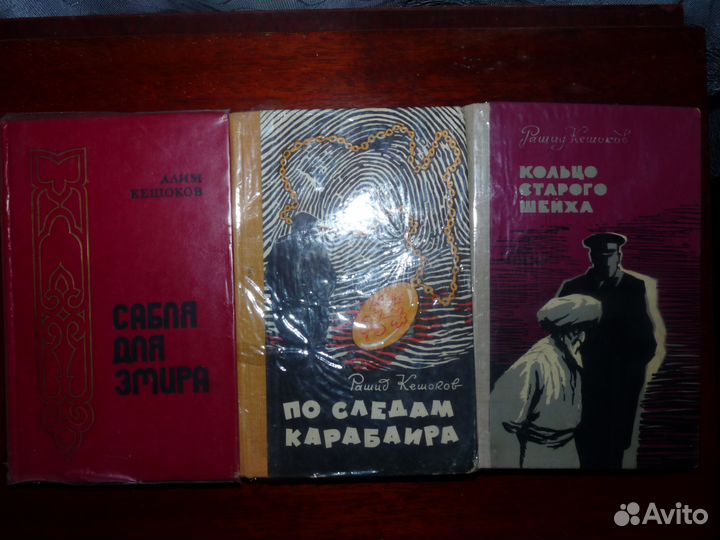 АЛИМ
КЕШОКОВ
САБЛЯ
ДЛЯ
ЭМИРА
Рашид Кешоков
ПО СЛЕДАМ
КАРАБАИРА
Рашид Кешоков
КОЛЬЦО
СТАРОГО
ШЕЙХА
Avito